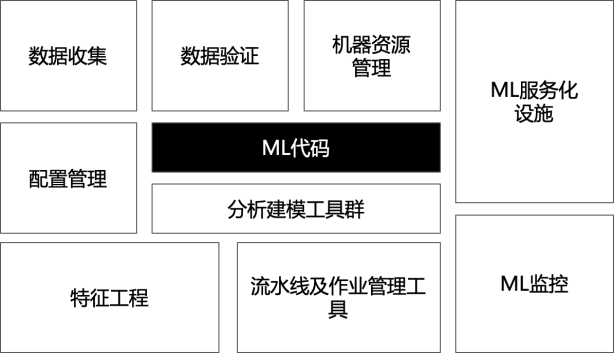 数据收集
数据验证
机器资源
管理
ML服务化
设施
ML代码
配置管理
分析建模工具群
特征工程
流水线及作业管理工
具
ML监控